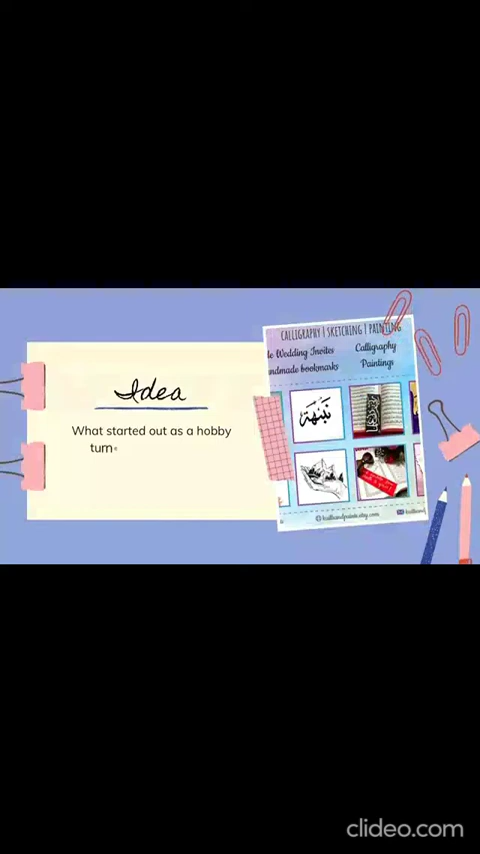 Idea
What started out as a hobby
turn
CALLIGRAPHY | SKETCHING | PAINTING
Wedding Invites
ndmade bookmarks
Calligraphy
Paintings
نَبْهَة
clideo.com